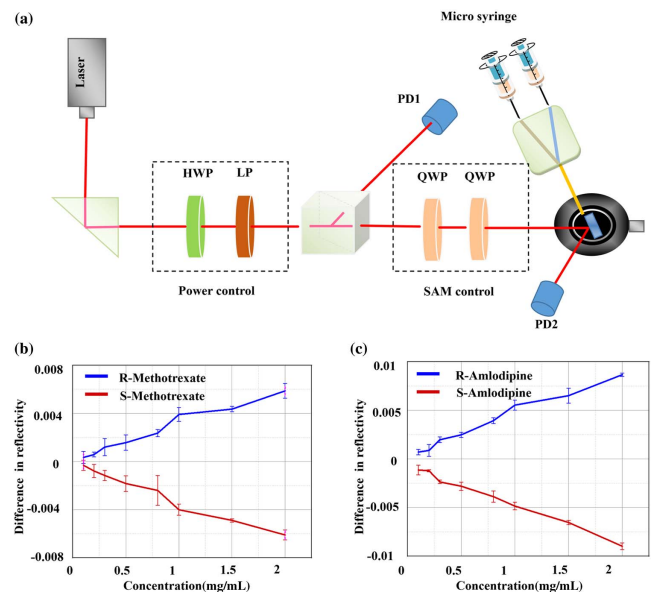 (a)
Micro syringe
Laser
PD1
HWP LP
QWP QWP
Power control
SAM control
PD2
(b)
0.008
0.004
0
-0.004
-0.008
Difference in reflectivity
R-Methotrexate
S-Methotrexate
0 0.5 1 1.5 2
Concentration(mg/mL)
(c)
0.01
0.005
0
-0.005
-0.01
Difference in reflectivity
R-Amlodipine
S-Amlodipine
0 0.5 1 1.5 2
Concentration(mg/mL)